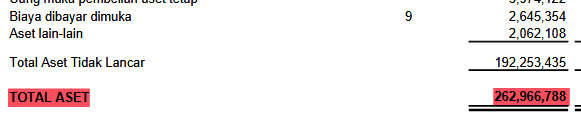 Biaya dibayar dimuka 9 2,645,354
Aset lain-lain 2,062,108
Total Aset Tidak Lancar 192,253,435
TOTAL ASET 262,966,788